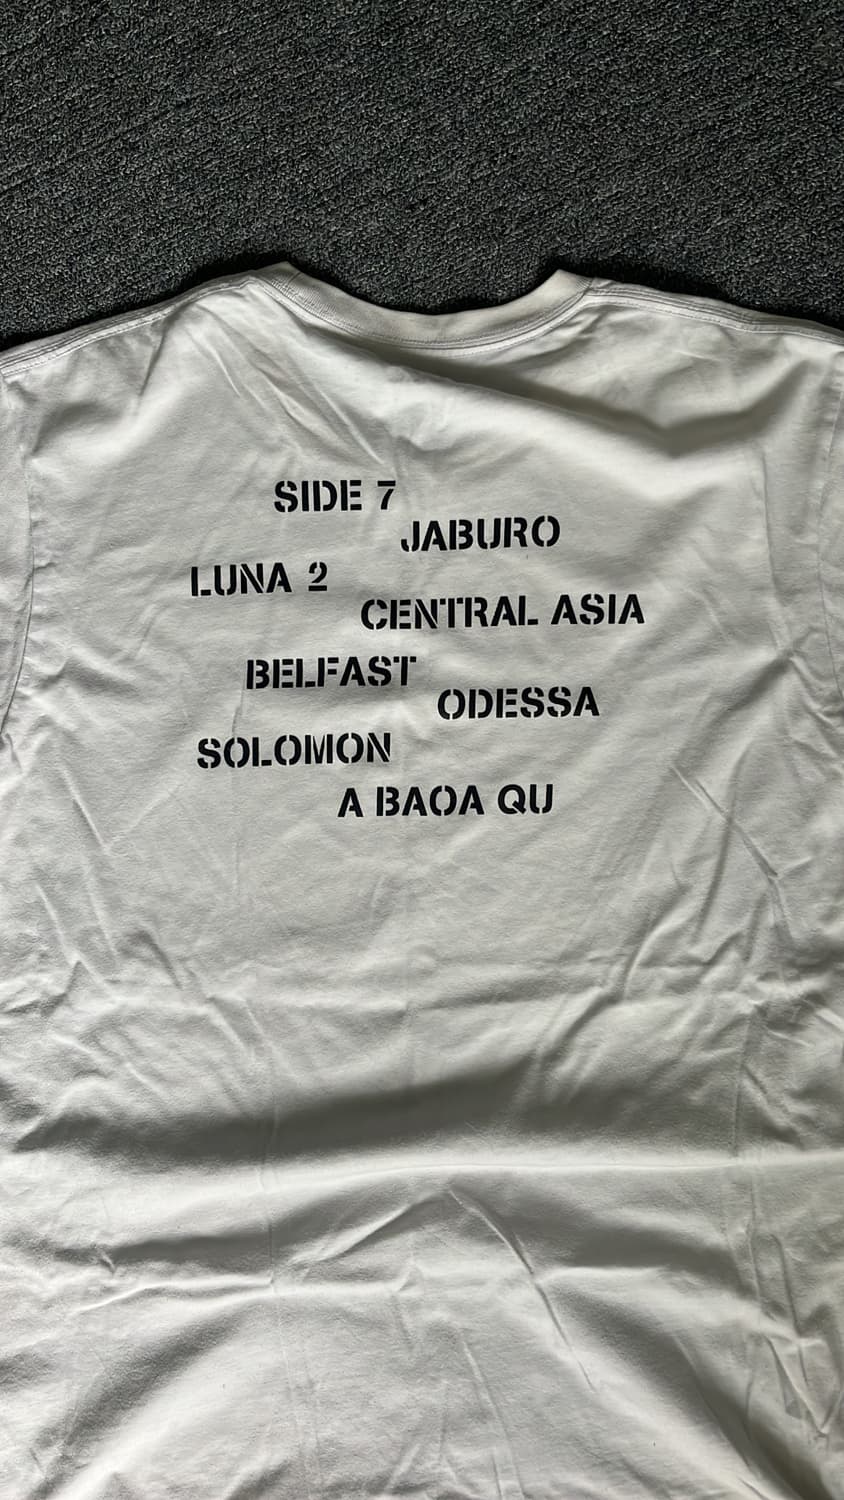 SIDE 7
JABURO
LUNA 2
CENTRAL ASIA
BELFAST
ODESSA
SOLOMON
A BAOA QU